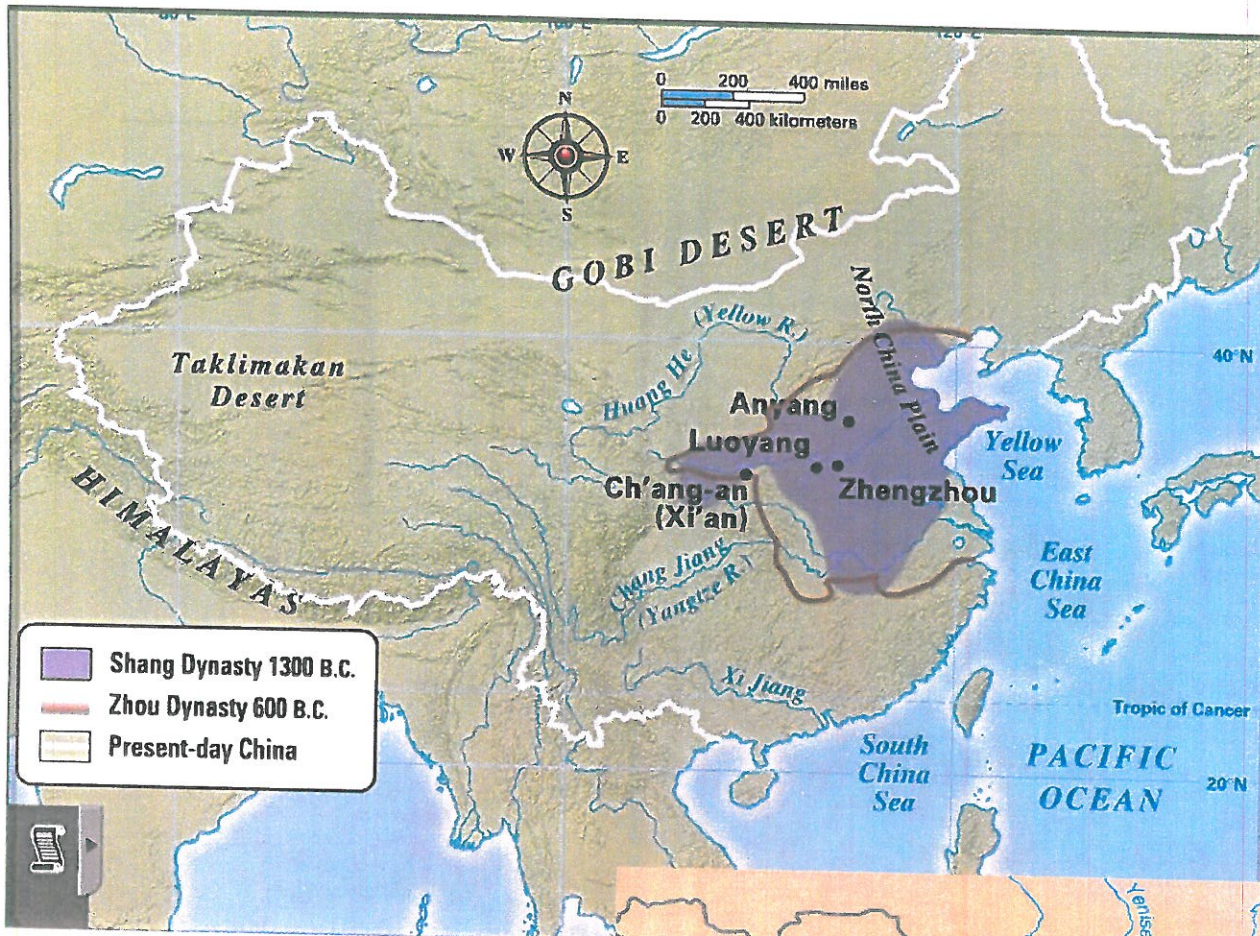 0 200 400 miles
0 200 400 kilometers
N
W E
S
GOBI DESERT
North China Plain
(Yellow R.)
Huang He
40°N
Taklimakan
Desert
Anyang
Luoyang
Zhengzhou
Ch'ang-an
(Xi'an)
Yellow
Sea
HIMALAYAS
Chang Jiang
(Yangtze R.)
East
China
Sea
Xi Jiang
Tropic of Cancer
South
China
Sea
PACIFIC
OCEAN
20°N
Shang Dynasty 1300 B.C.
Zhou Dynasty 600 B.C.
Present-day China